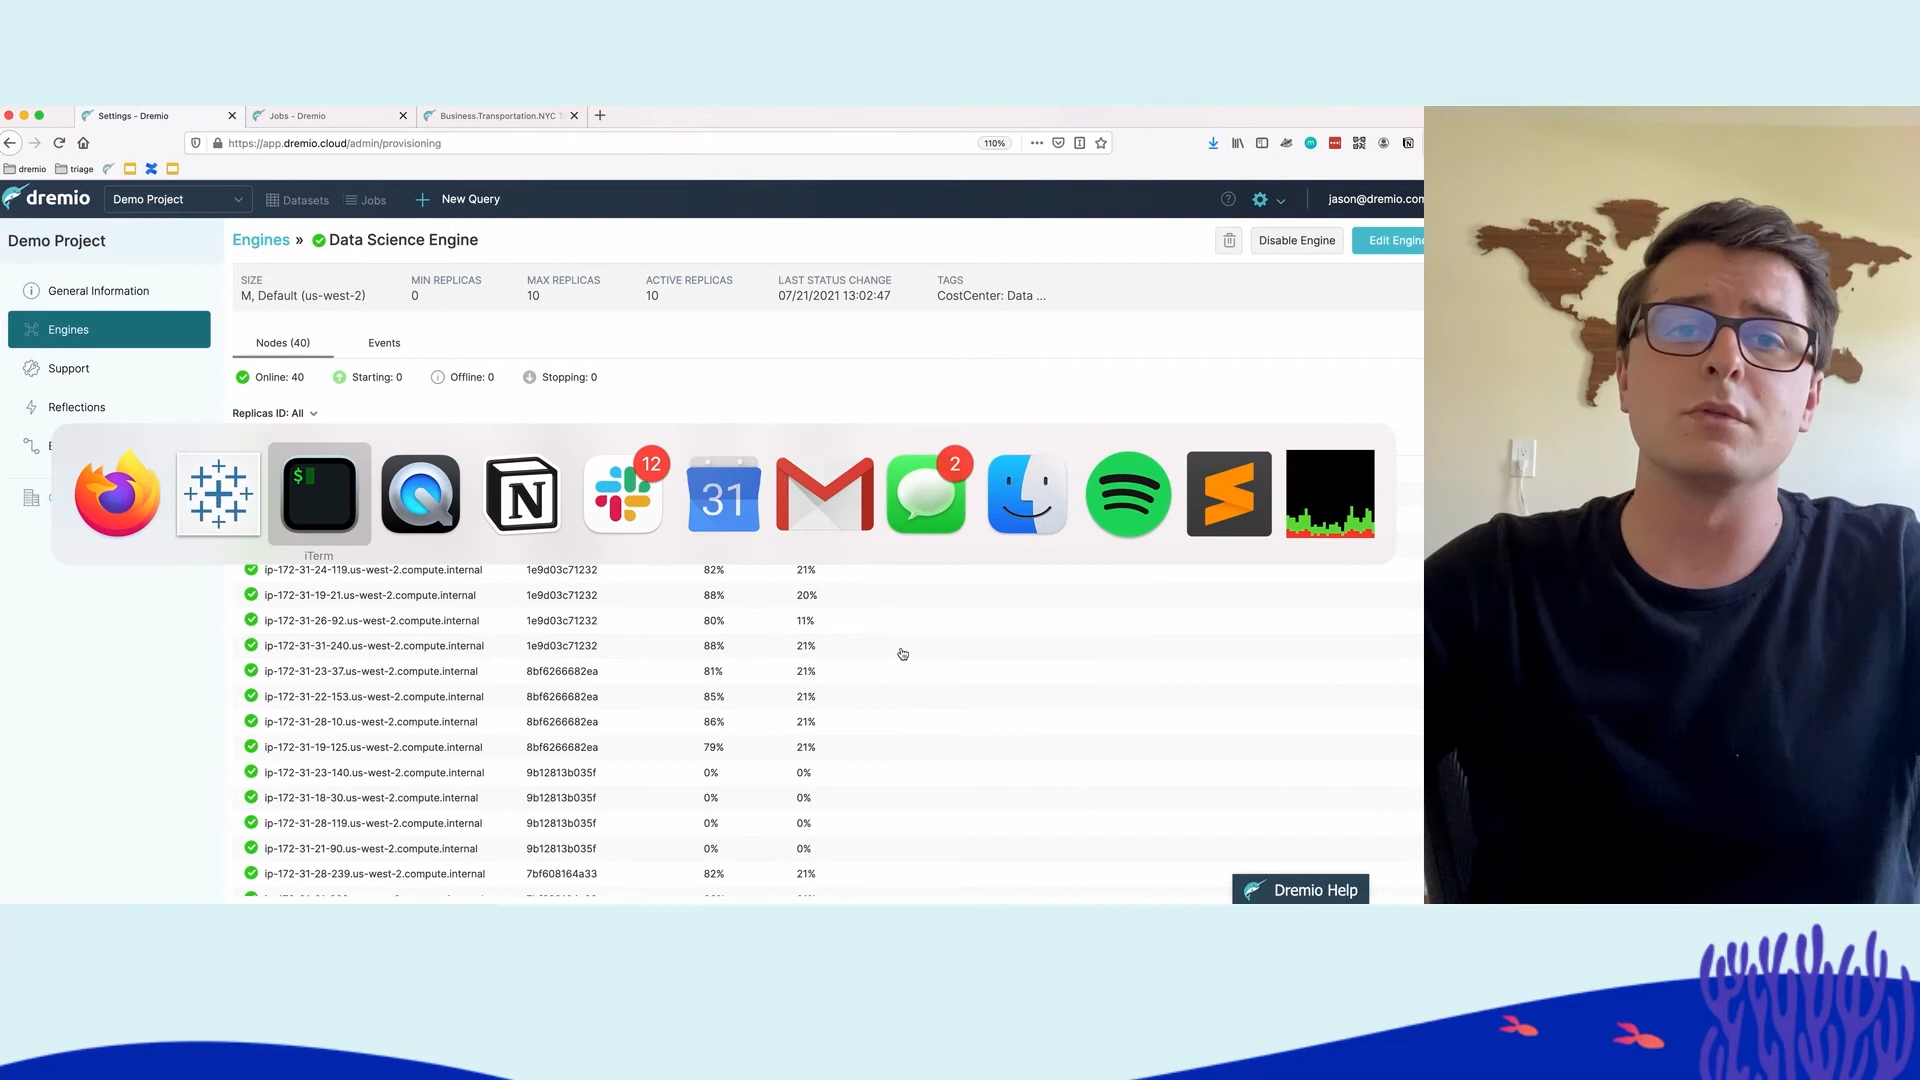 Settings - Dremio
Jobs - Dremio
Business.Transportation.NYC T
https://app.dremio.cloud/admin/provisioning
110%
dremio
triage
dremio
Demo Project
Datasets
Jobs
New Query
jason@dremio.com
Demo Project
Engines » Data Science Engine
Disable Engine
Edit Engine
SIZE
MIN REPLICAS
MAX REPLICAS
ACTIVE REPLICAS
LAST STATUS CHANGE
TAGS
M, Default (us-west-2)
0
10
10
07/21/2021 13:02:47
CostCenter: Data ...
General Information
Engines
Support
Reflections
Nodes (40)
Events
Online: 40
Starting: 0
Offline: 0
Stopping: 0
Replicas ID: All
$
N
12
31
2
iTerm
ip-172-31-24-119.us-west-2.compute.internal 1e9d03c71232 82% 21%
ip-172-31-19-21.us-west-2.compute.internal 1e9d03c71232 88% 20%
ip-172-31-26-92.us-west-2.compute.internal 1e9d03c71232 80% 11%
ip-172-31-31-240.us-west-2.compute.internal 1e9d03c71232 88% 21%
ip-172-31-23-37.us-west-2.compute.internal 8bf6266682ea 81% 21%
ip-172-31-22-153.us-west-2.compute.internal 8bf6266682ea 85% 21%
ip-172-31-28-10.us-west-2.compute.internal 8bf6266682ea 86% 21%
ip-172-31-19-125.us-west-2.compute.internal 8bf6266682ea 79% 21%
ip-172-31-23-140.us-west-2.compute.internal 9b12813b035f 0% 0%
ip-172-31-18-30.us-west-2.compute.internal 9b12813b035f 0% 0%
ip-172-31-28-119.us-west-2.compute.internal 9b12813b035f 0% 0%
ip-172-31-21-90.us-west-2.compute.internal 9b12813b035f 0% 0%
ip-172-31-28-239.us-west-2.compute.internal 7bf608164a33 82% 21%
Dremio Help